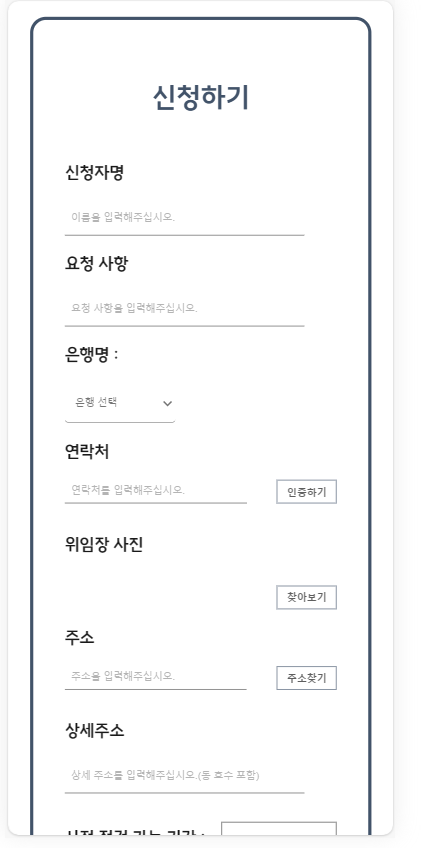 신청하기
신청자명
이름을 입력해주십시오.
요청 사항
요청 사항을 입력해주십시오.
은행명 :
은행 선택
연락처
연락처를 입력해주십시오.
인증하기
위임장 사진
찾아보기
주소
주소을 입력해주십시오.
주소찾기
상세주소
상세 주소를 입력해주십시오.(동 효수 포함)